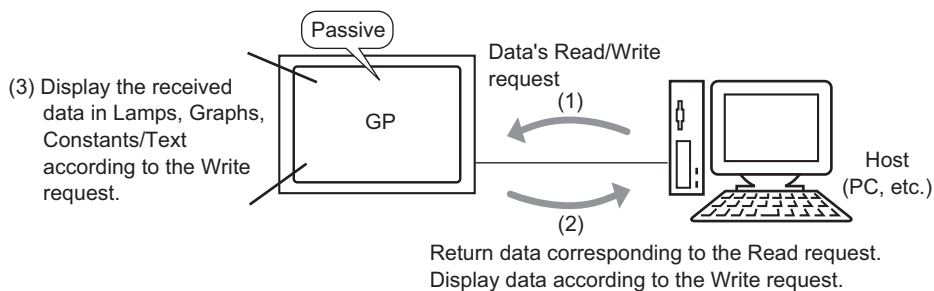 Passive
(3) Display the received
data in Lamps, Graphs,
Constants/Text
according to the Write
request.
GP
Data's Read/Write
request
(1)
(2)
Host
(PC, etc.)
Return data corresponding to the Read request.
Display data according to the Write request.